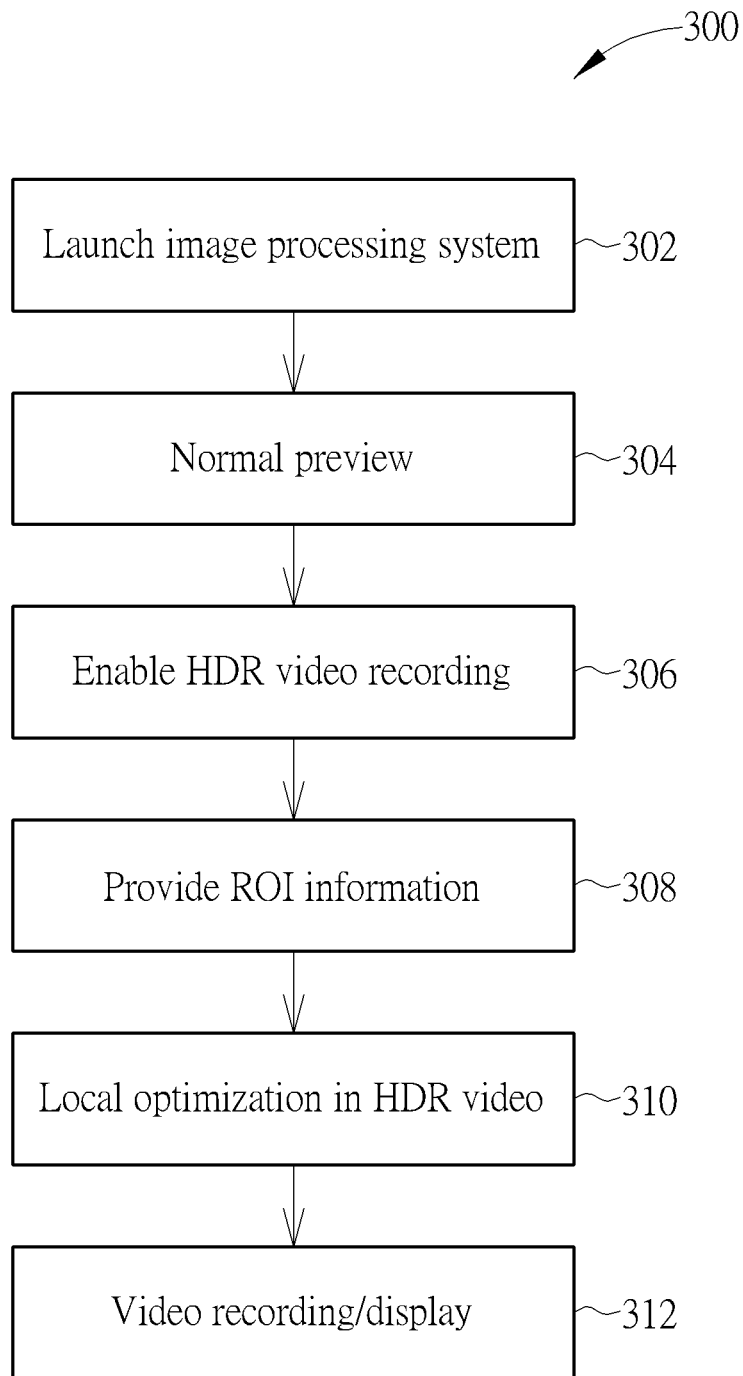 300
Launch image processing system
302
Normal preview
304
Enable HDR video recording
306
Provide ROI information
308
Local optimization in HDR video
310
Video recording/display
312